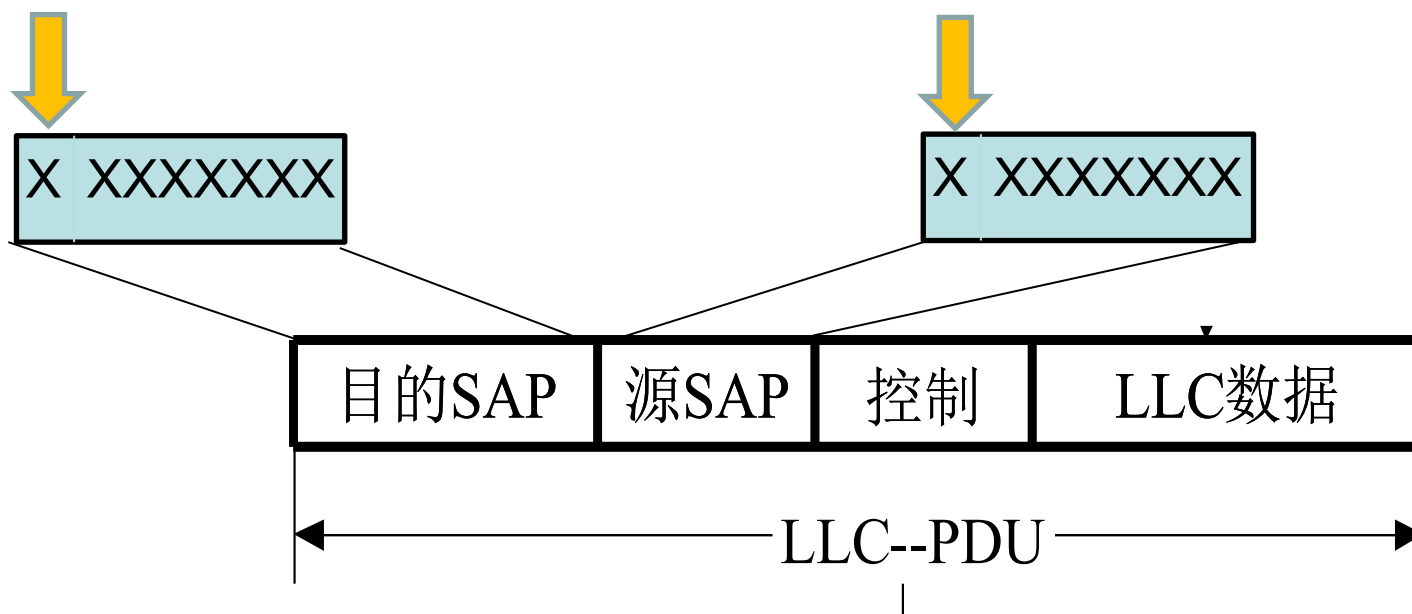 X XXXXXXX
X XXXXXXX
目的SAP
源SAP
控制
LLC数据
LLC--PDU